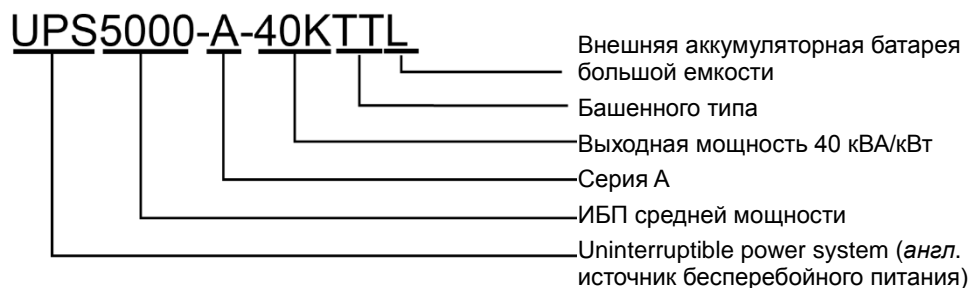 UPS5000-A-40KTTL
Внешняя аккумуляторная батарея
большой емкости
Башенного типа
Выходная мощность 40 кВА/кВт
Серия А
ИБП средней мощности
Uninterruptible power system (англ.
источник бесперебойного питания)